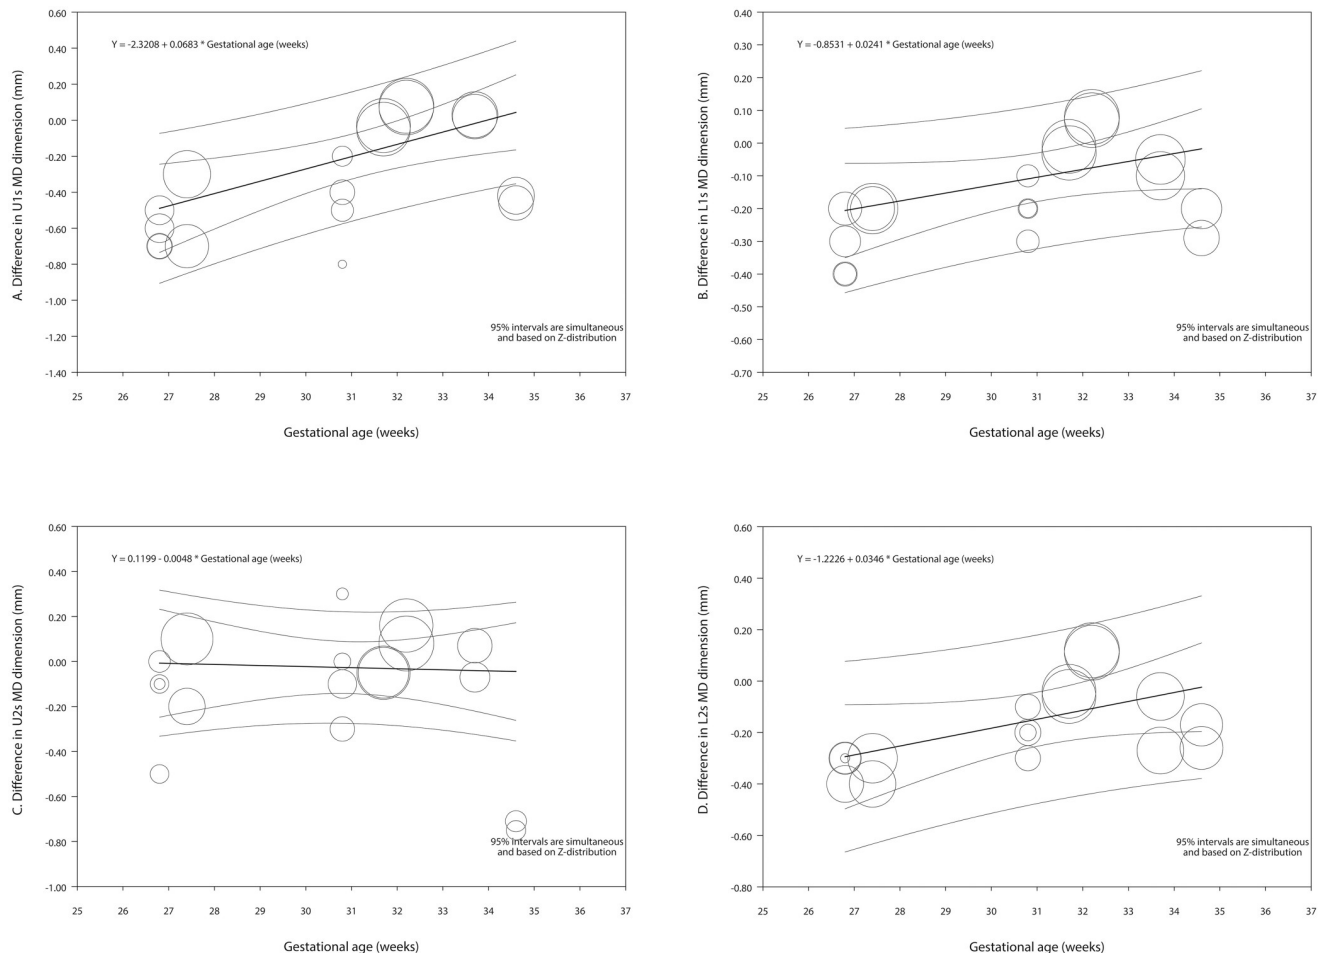 A. Difference in U1s MD dimension (mm)
0.60
0.40
0.20
0.00
-0.20
-0.40
-0.60
-0.80
-1.00
-1.20
-1.40
Y = -2.3208 + 0.0683 * Gestational age (weeks)
95% intervals are simultaneous
and based on Z-distribution
25 26 27 28 29 30 31 32 33 34 35 36 37
Gestational age (weeks)
B. Difference in L1s MD dimension (mm)
0.40
0.30
0.20
0.10
0.00
-0.10
-0.20
-0.30
-0.40
-0.50
-0.60
-0.70
Y = -0.8531 + 0.0241 * Gestational age (weeks)
95% intervals are simultaneous
and based on Z-distribution
25 26 27 28 29 30 31 32 33 34 35 36 37
Gestational age (weeks)
C. Difference in U2s MD dimension (mm)
0.60
0.40
0.20
0.00
-0.20
-0.40
-0.60
-0.80
-1.00
Y = 0.1199 - 0.0048 * Gestational age (weeks)
95% intervals are simultaneous
and based on Z-distribution
25 26 27 28 29 30 31 32 33 34 35 36 37
Gestational age (weeks)
D. Difference in L2s MD dimension (mm)
0.60
0.40
0.20
0.00
-0.20
-0.40
-0.60
-0.80
Y = -1.2226 + 0.0346 * Gestational age (weeks)
95% intervals are simultaneous
and based on Z-distribution
25 26 27 28 29 30 31 32 33 34 35 36 37
Gestational age (weeks)